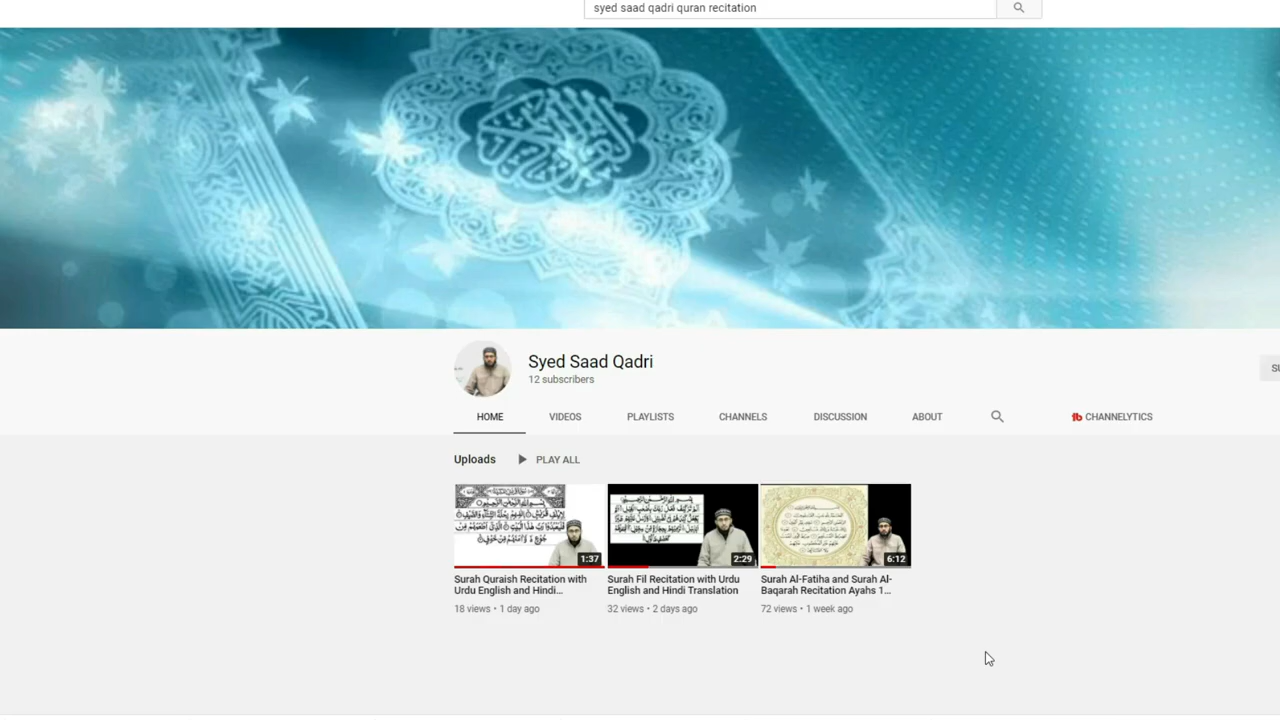 syed saad qadri quran recitation
Syed Saad Qadri
12 subscribers
HOME VIDEOS PLAYLISTS CHANNELS DISCUSSION ABOUT CHANNELYTICS
Uploads PLAY ALL
1:37 2:29 6:12
Surah Quraish Recitation with
Urdu English and Hindi...
18 views • 1 day ago
Surah Fil Recitation with Urdu
English and Hindi Translation
32 views • 2 days ago
Surah Al-Fatiha and Surah Al-
Baqarah Recitation Ayahs 1...
72 views • 1 week ago